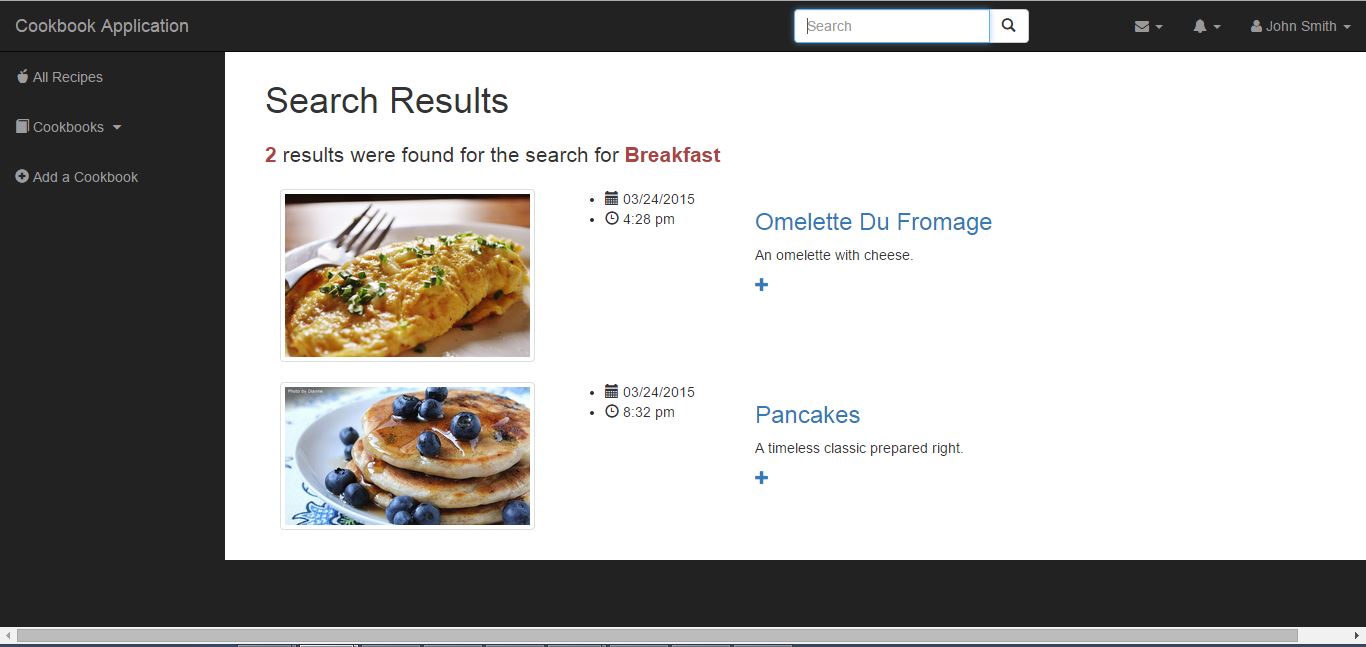 Cookbook Application
Search
John Smith
All Recipes
Cookbooks
Add a Cookbook
Search Results
2 results were found for the search for Breakfast
03/24/2015
4:28 pm
Omelette Du Fromage
An omelette with cheese.
Photo by Dianne
03/24/2015
8:32 pm
Pancakes
A timeless classic prepared right.